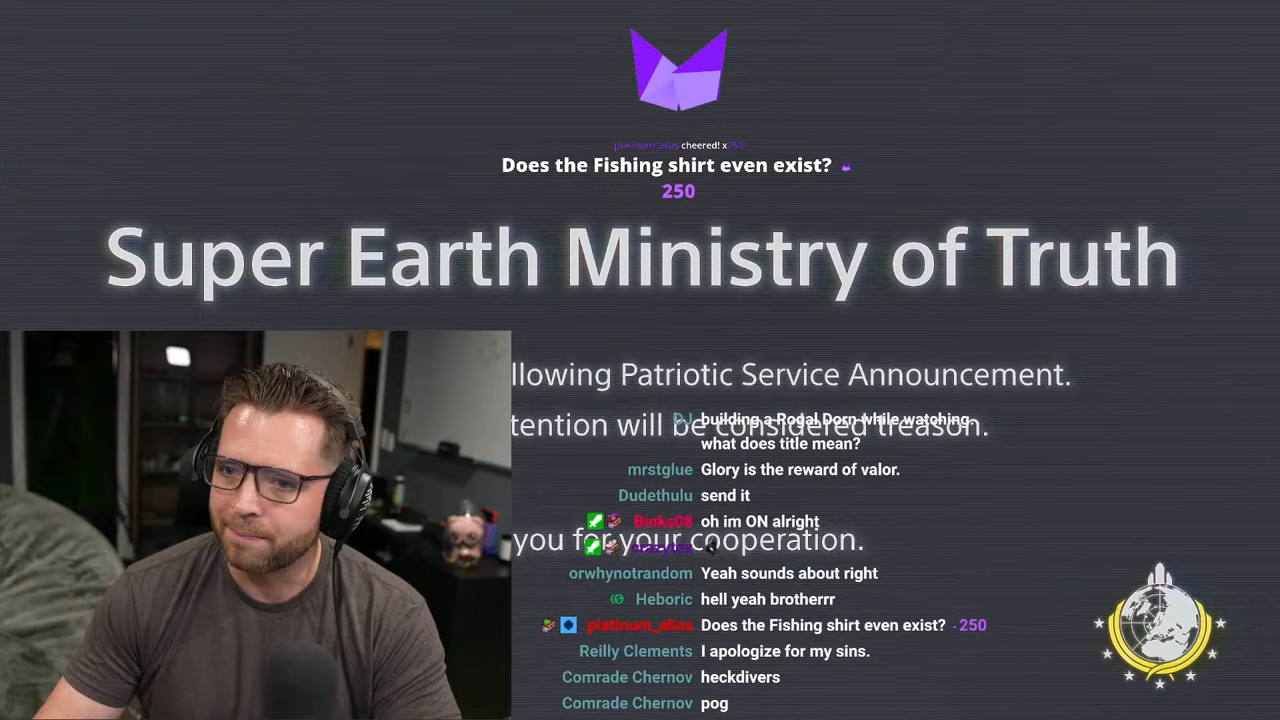 platinum_alias cheered! x250
Does the Fishing shirt even exist?
250
Super Earth Ministry of Truth
llowing Patriotic Service Announcement.
tention will be considered treason.
you for your cooperation.
DJ building a Rogal Dorn while watching.
what does title mean?
mrstglue Glory is the reward of valor.
Dudethulu send it
Binks08 oh im ON alright
crazytex
orwhynotrandom Yeah sounds about right
Heboric hell yeah brotherrr
platinum_alias Does the Fishing shirt even exist? - 250
Reilly Clements I apologize for my sins.
Comrade Chernov heckdivers
Comrade Chernov pog